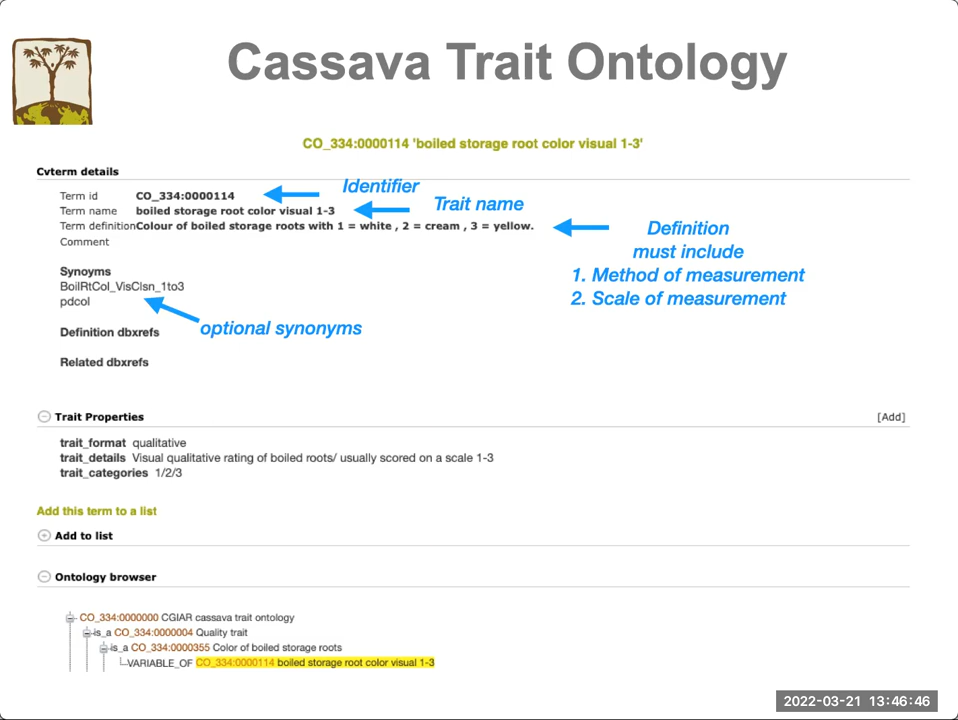 Cassava Trait Ontology
CO_334:0000114 'boiled storage root color visual 1-3'
Cvterm details
Term id CO_334:0000114
Identifier
Term name boiled storage root color visual 1-3
Trait name
Term definition Colour of boiled storage roots with 1 = white , 2 = cream , 3 = yellow.
Definition
must include
1. Method of measurement
2. Scale of measurement
Comment
Synoyms
BoilRtCol_VisClsn_1to3
pdcol
optional synonyms
Definition dbxrefs
Related dbxrefs
Trait Properties [Add]
trait_format qualitative
trait_details Visual qualitative rating of boiled roots/ usually scored on a scale 1-3
trait_categories 1/2/3
Add this term to a list
Add to list
Ontology browser
CO_334:0000000 CGIAR cassava trait ontology
is_a CO_334:0000004 Quality trait
is_a CO_334:0000355 Color of boiled storage roots
VARIABLE_OF CO_334:0000114 boiled storage root color visual 1-3
2022-03-21 13:46:46